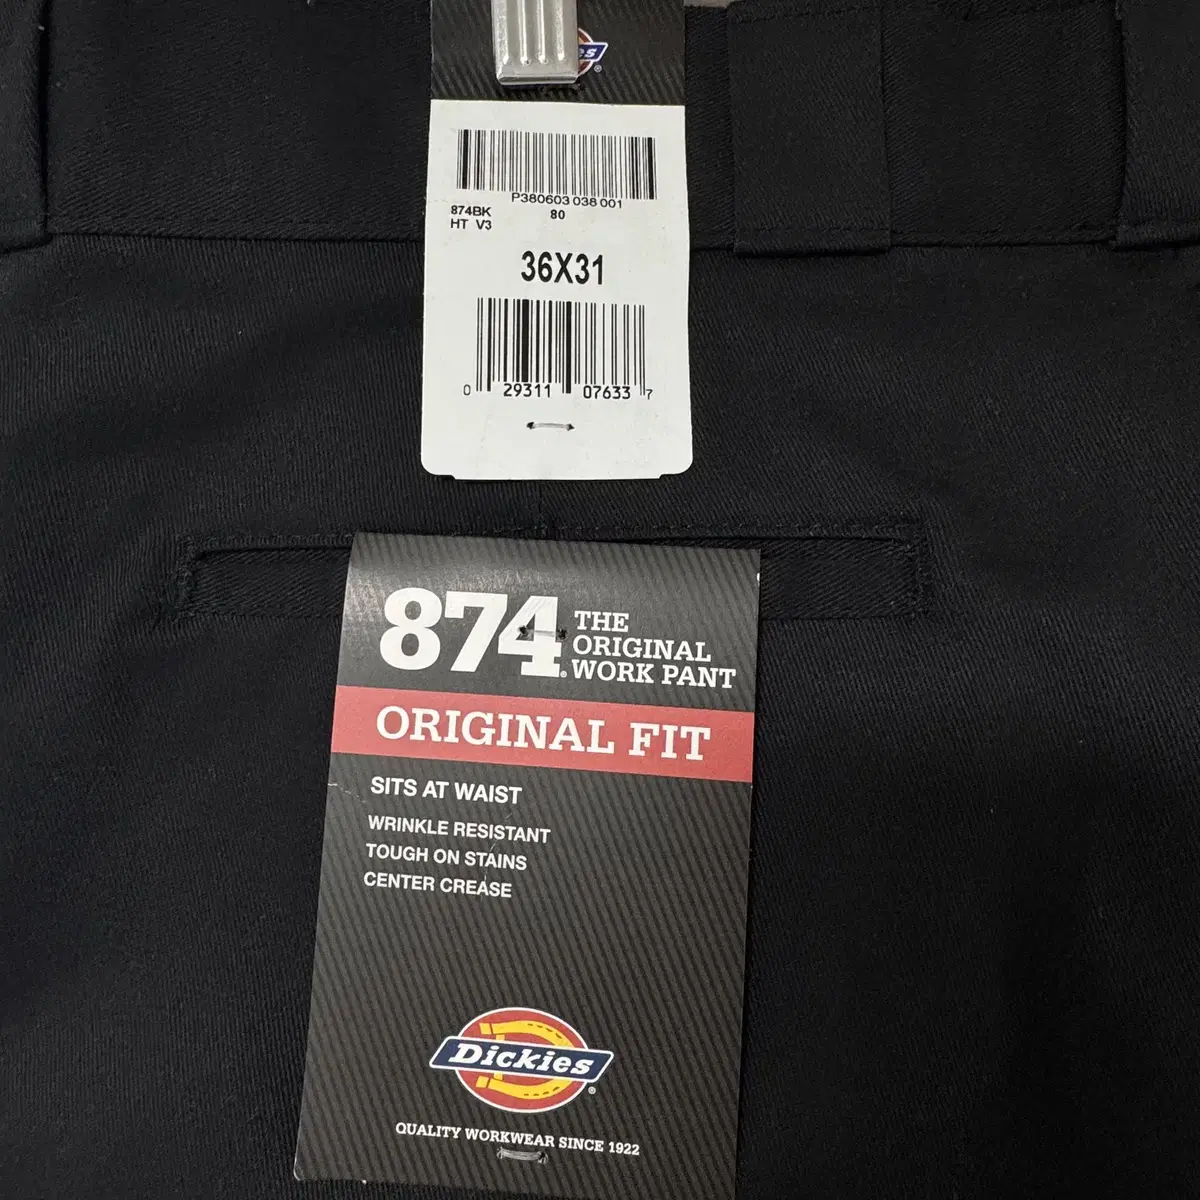 es®
P380603 038 001
874BK 80
HT V3
36X31
0 29311 07633 7
874® THE
ORIGINAL
WORK PANT
ORIGINAL FIT
SITS AT WAIST
WRINKLE RESISTANT
TOUGH ON STAINS
CENTER CREASE
Dickies®
QUALITY WORKWEAR SINCE 1922